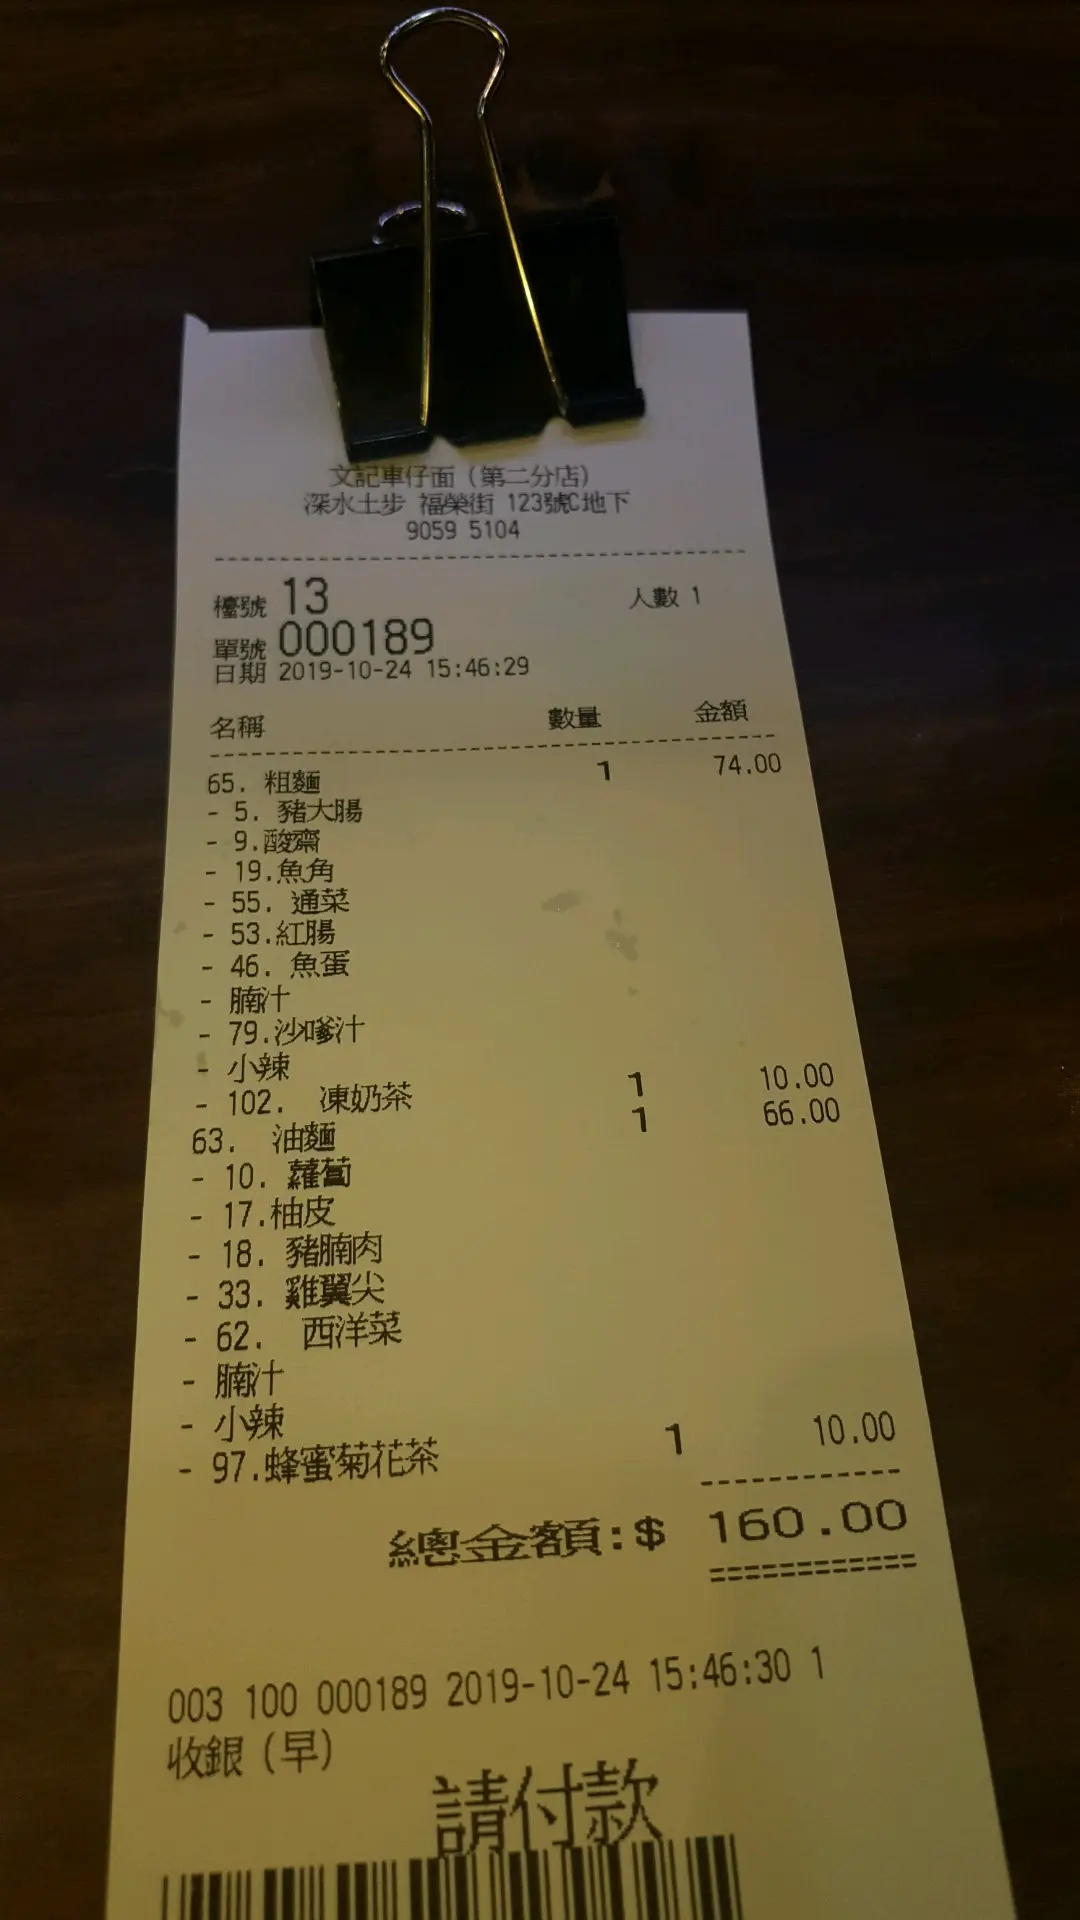 文記車仔面（第二分店）
深水土步 福榮街 123號C地下
9059 5104
檯號 13 人數 1
單號 000189
日期 2019-10-24 15:46:29
名稱 數量 金額
65. 粗麵 1 74.00
- 5. 豬大腸
- 9.酸齋
- 19.魚角
- 55. 通菜
- 53.紅腸
- 46. 魚蛋
- 腩汁
- 79.沙嗲汁
- 小辣
- 102. 凍奶茶 1 10.00
63. 油麵 1 66.00
- 10. 蘿蔔
- 17.柚皮
- 18. 豬腩肉
- 33. 雞翼尖
- 62. 西洋菜
- 腩汁
- 小辣
- 97.蜂蜜菊花茶 1 10.00
總金額:$ 160.00
003 100 000189 2019-10-24 15:46:30 1
收銀（早）
請付款